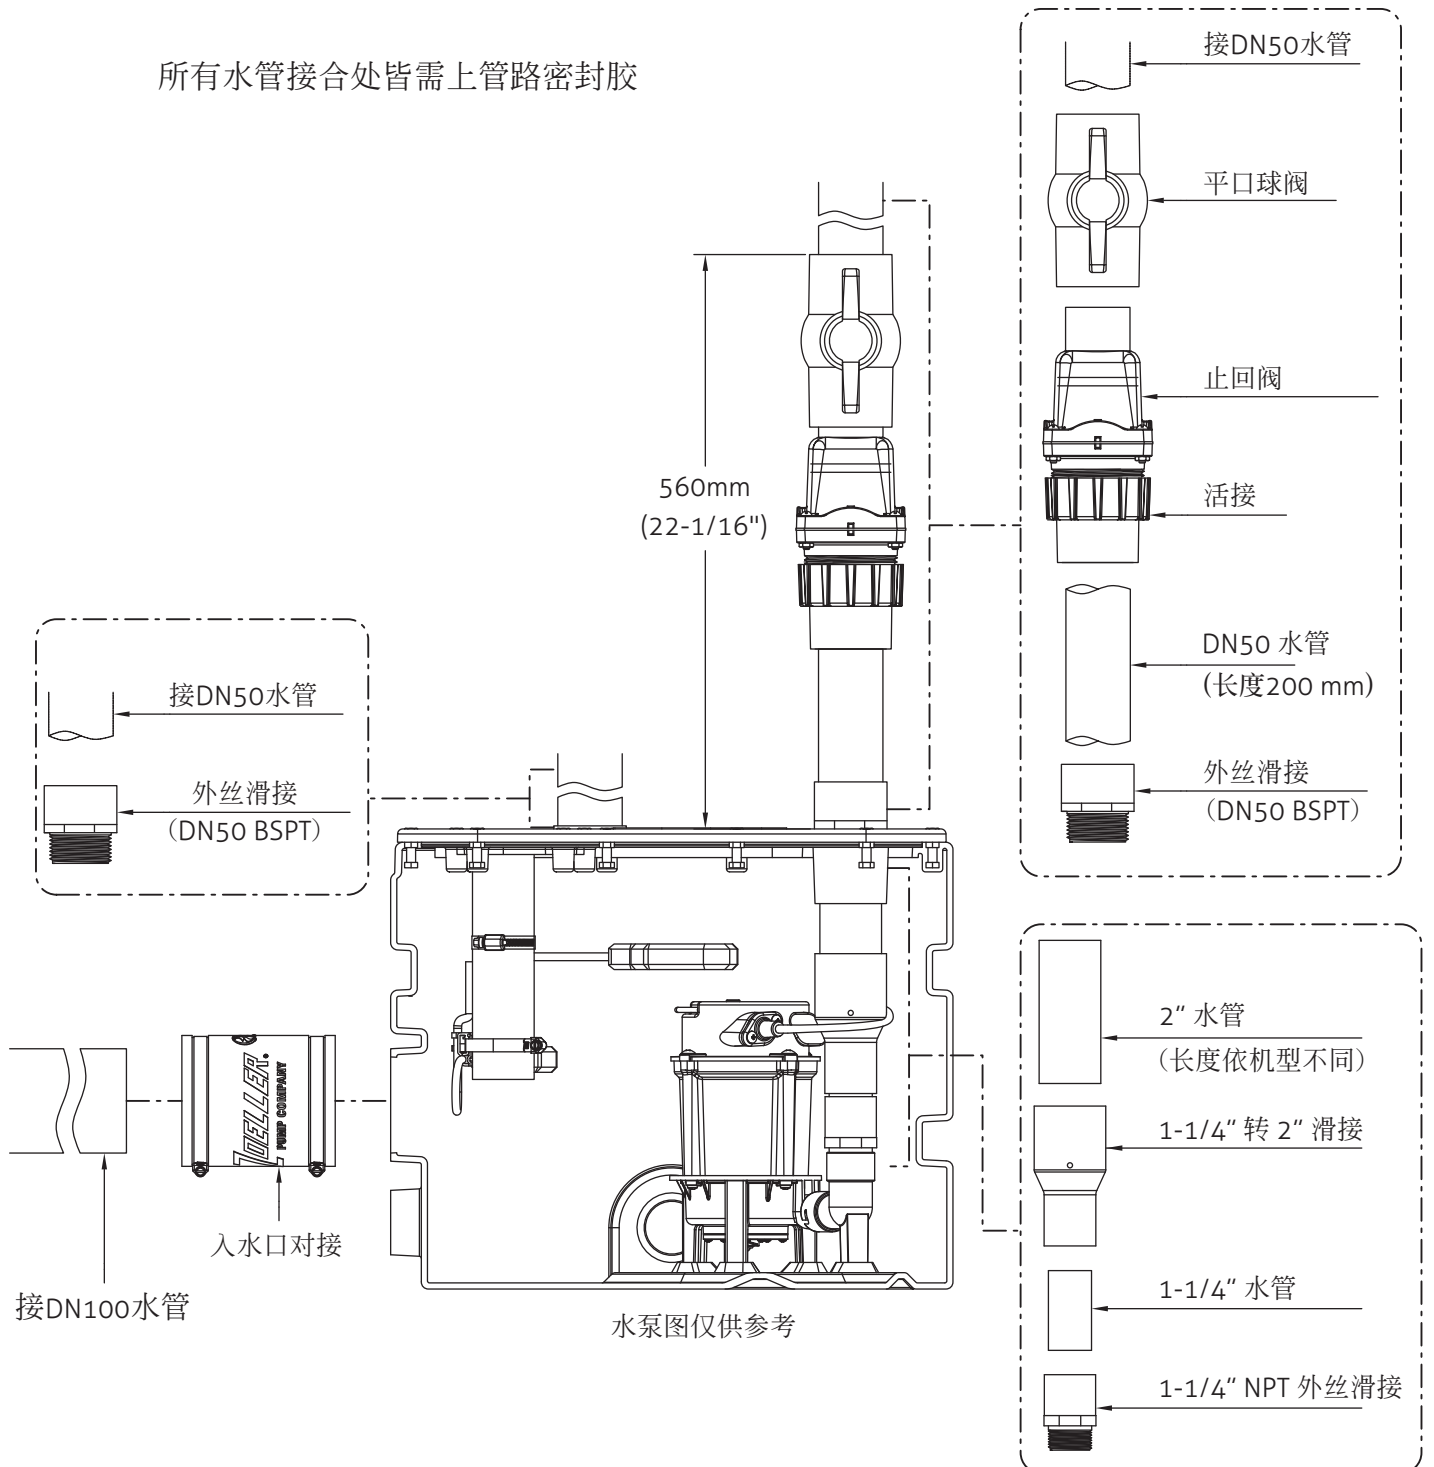 所有水管接合处皆需上管路密封胶
接DN50水管
平口球阀
止回阀
活接
DN50 水管
(长度200 mm)
外丝滑接
(DN50 BSPT)
560mm
(22-1/16")
接DN50水管
外丝滑接
(DN50 BSPT)
2" 水管
(长度依机型不同)
1-1/4" 转 2" 滑接
1-1/4" 水管
1-1/4" NPT 外丝滑接
ZOELLER®
PUMP COMPANY
入水口对接
接DN100水管
水泵图仅供参考